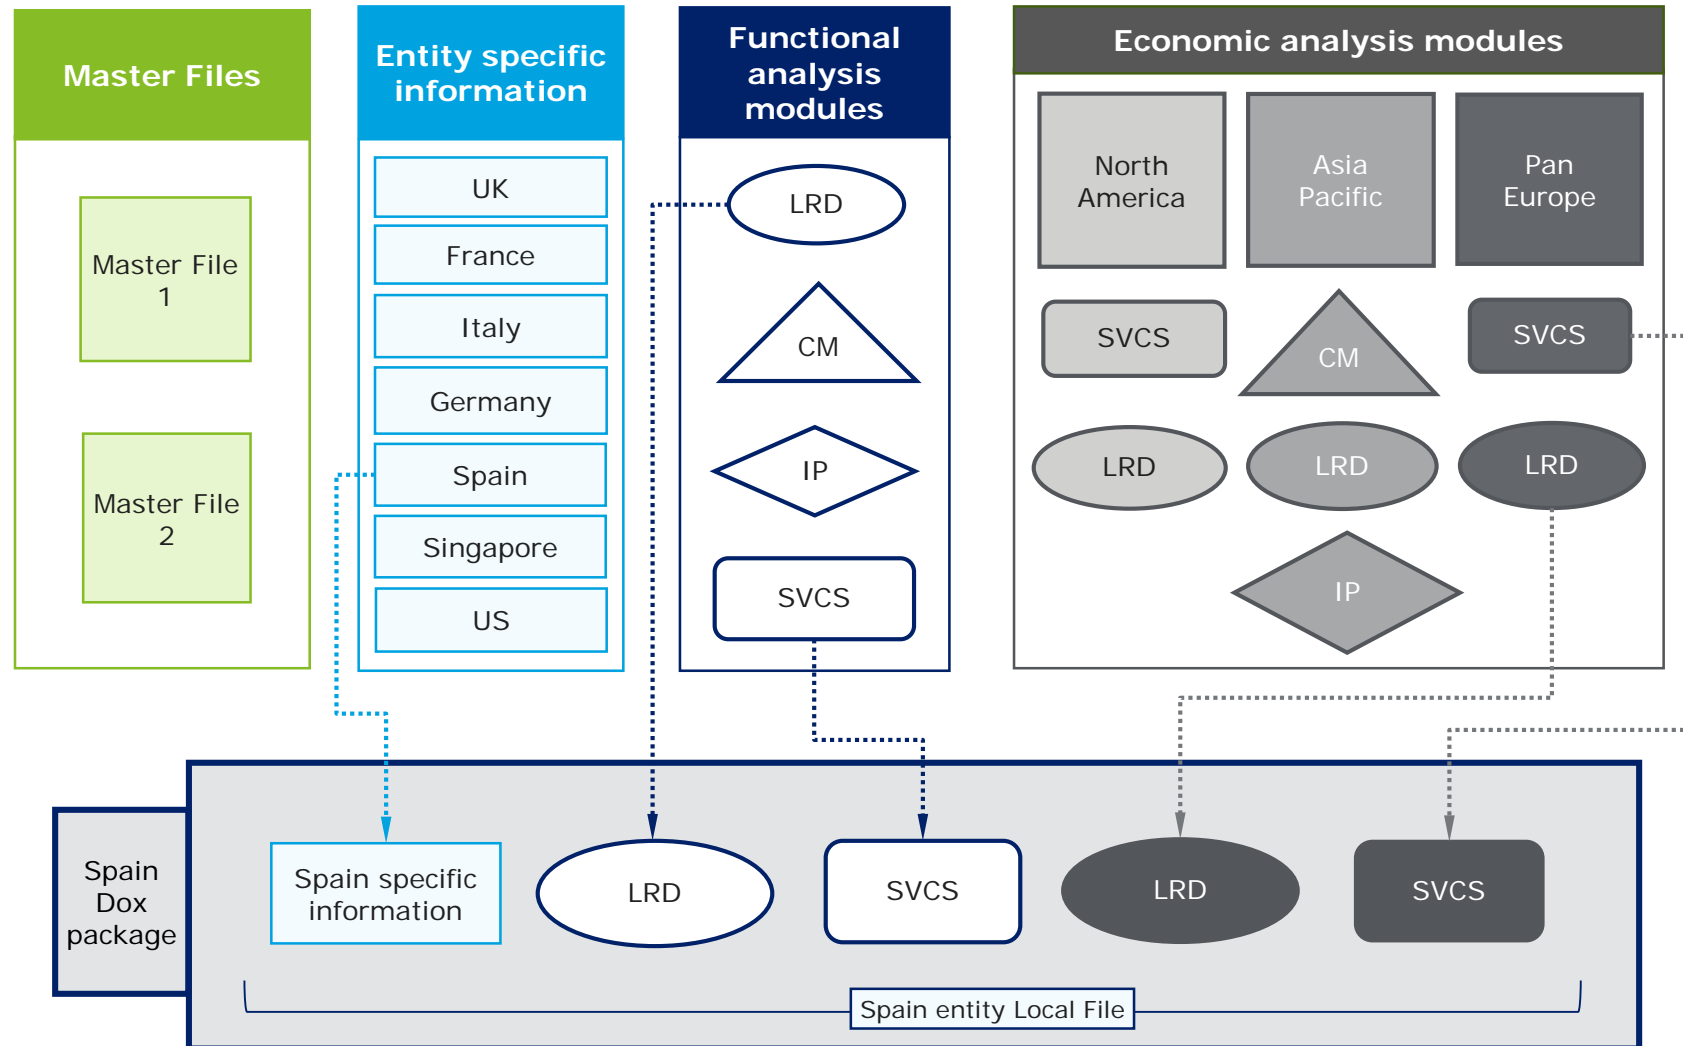 Master Files
Master File
1
Master File
2
Entity specific
information
UK
France
Italy
Germany
Spain
Singapore
US
Functional
analysis
modules
LRD
CM
IP
SVCS
Economic analysis modules
North
America
Asia
Pacific
Pan
Europe
SVCS
CM
SVCS
LRD
LRD
LRD
IP
Spain
Dox
package
Spain specific
information
LRD
SVCS
LRD
SVCS
Spain entity Local File